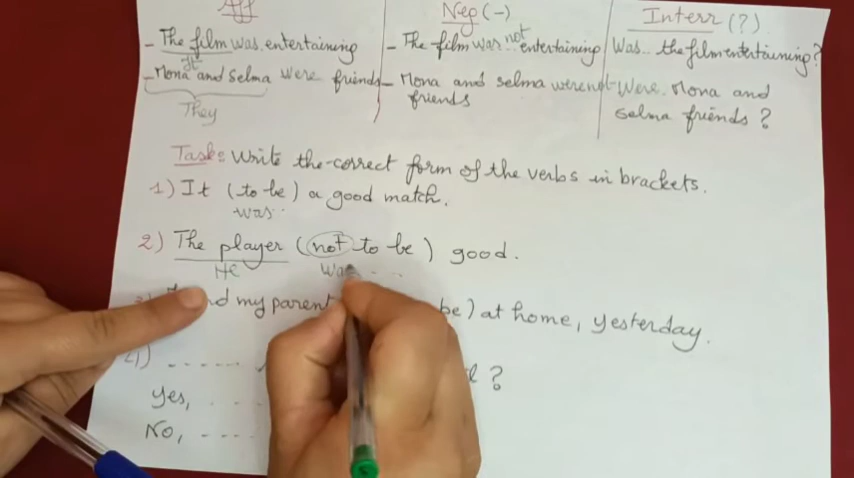 Aff
Neg (-)
Interr (?)
- The film was entertaining
It
- Mona and Selma were friends
They
- The film was not entertaining
- Mona and selma werenot
friends
Was.. the film entertaining?
Were. Mona and
Selma friends ?
Task: Write the correct form of the verbs in brackets.
1) It (to be) a good match.
was..
2) The player (not to be) good.
He
was
nd my parent be) at home, yesterday.
4) ...... ?
Yes, . --
No, ----